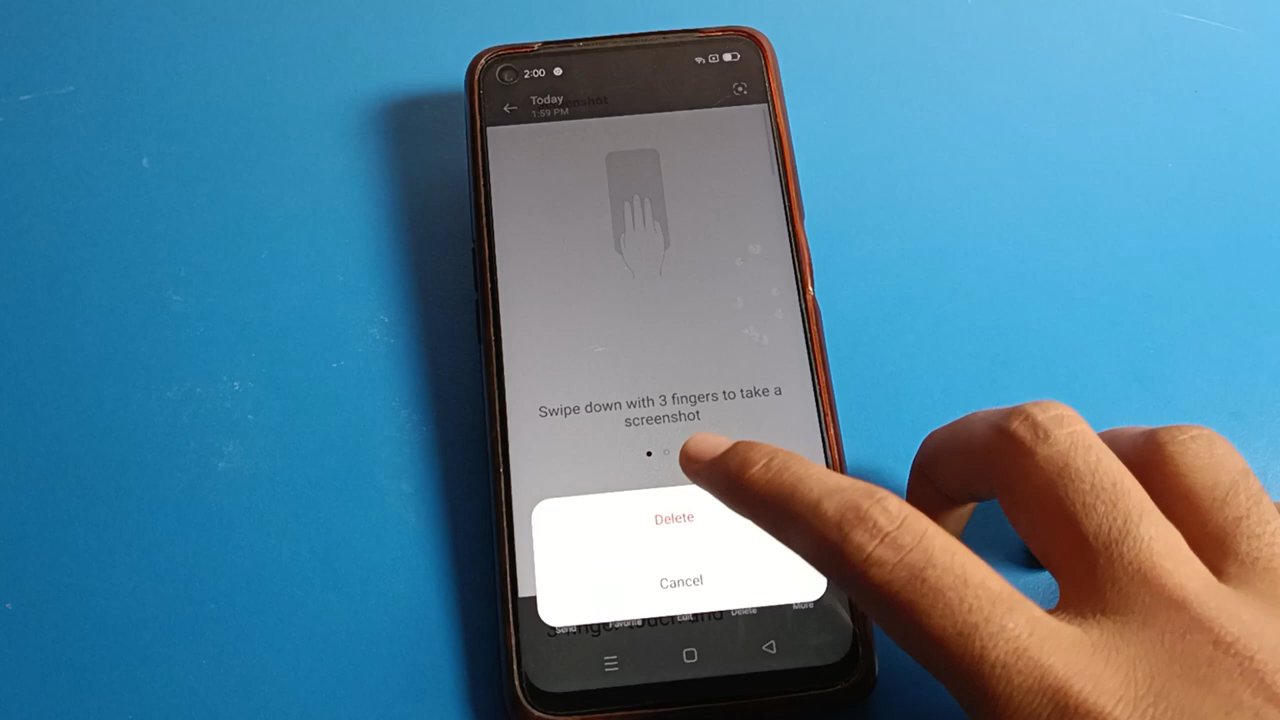 2:00
Today
1:59 PM
Swipe down with 3 fingers to take a
screenshot
Delete
Cancel
Send Favorite Edit Delete More